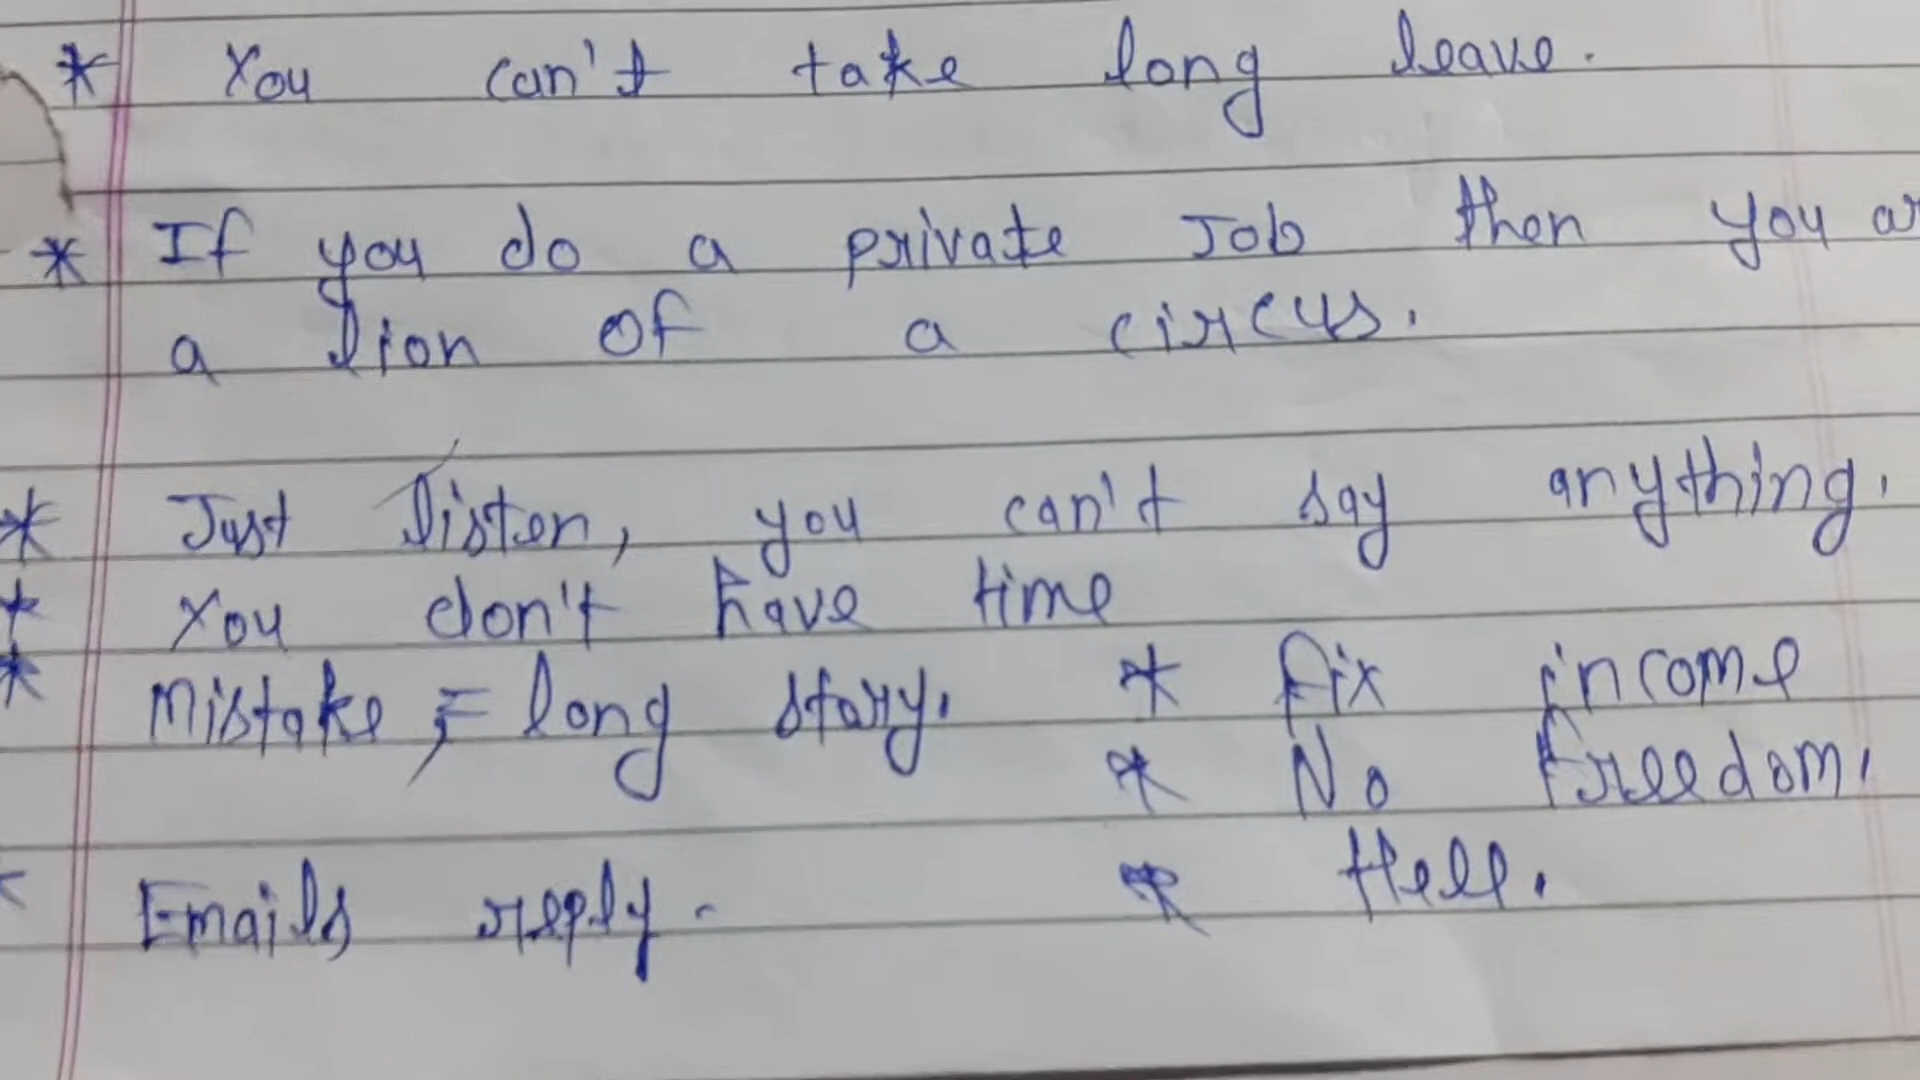 * You can't take long leave.
* If you do a private Job then you ar
a lion of a circus.
* Just listen, you can't say anything.
* You don't have time
* Mistake, = long story. * fix income
* No freedom.
Emails reply. * Hell.